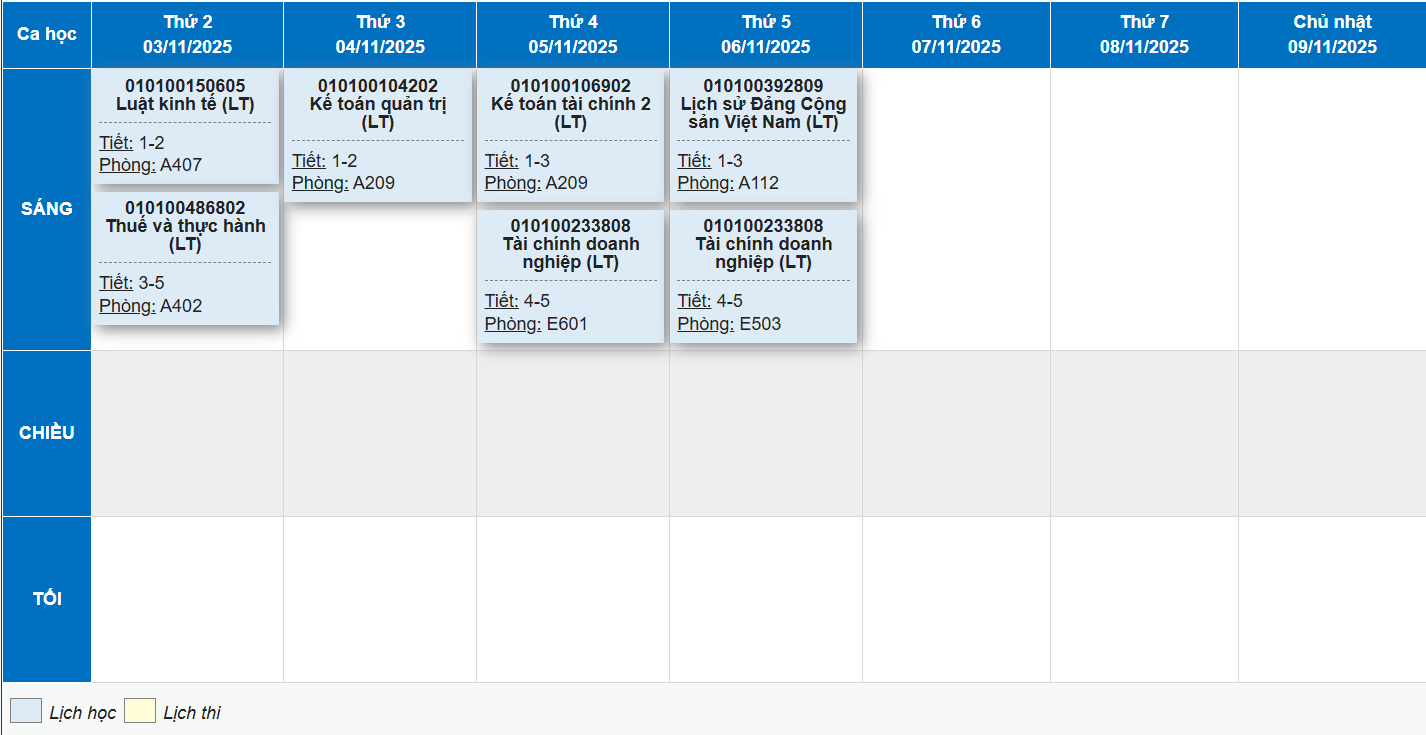 Ca học
Thứ 2
03/11/2025
Thứ 3
04/11/2025
Thứ 4
05/11/2025
Thứ 5
06/11/2025
Thứ 6
07/11/2025
Thứ 7
08/11/2025
Chủ nhật
09/11/2025
SÁNG
010100150605
Luật kinh tế (LT)
Tiết: 1-2
Phòng: A407
010100486802
Thuế và thực hành
(LT)
Tiết: 3-5
Phòng: A402
010100104202
Kế toán quản trị
(LT)
Tiết: 1-2
Phòng: A209
010100106902
Kế toán tài chính 2
(LT)
Tiết: 1-3
Phòng: A209
010100233808
Tài chính doanh
nghiệp (LT)
Tiết: 4-5
Phòng: E601
010100392809
Lịch sử Đảng Cộng
sản Việt Nam (LT)
Tiết: 1-3
Phòng: A112
010100233808
Tài chính doanh
nghiệp (LT)
Tiết: 4-5
Phòng: E503
CHIỀU
TỐI
Lịch học
Lịch thi